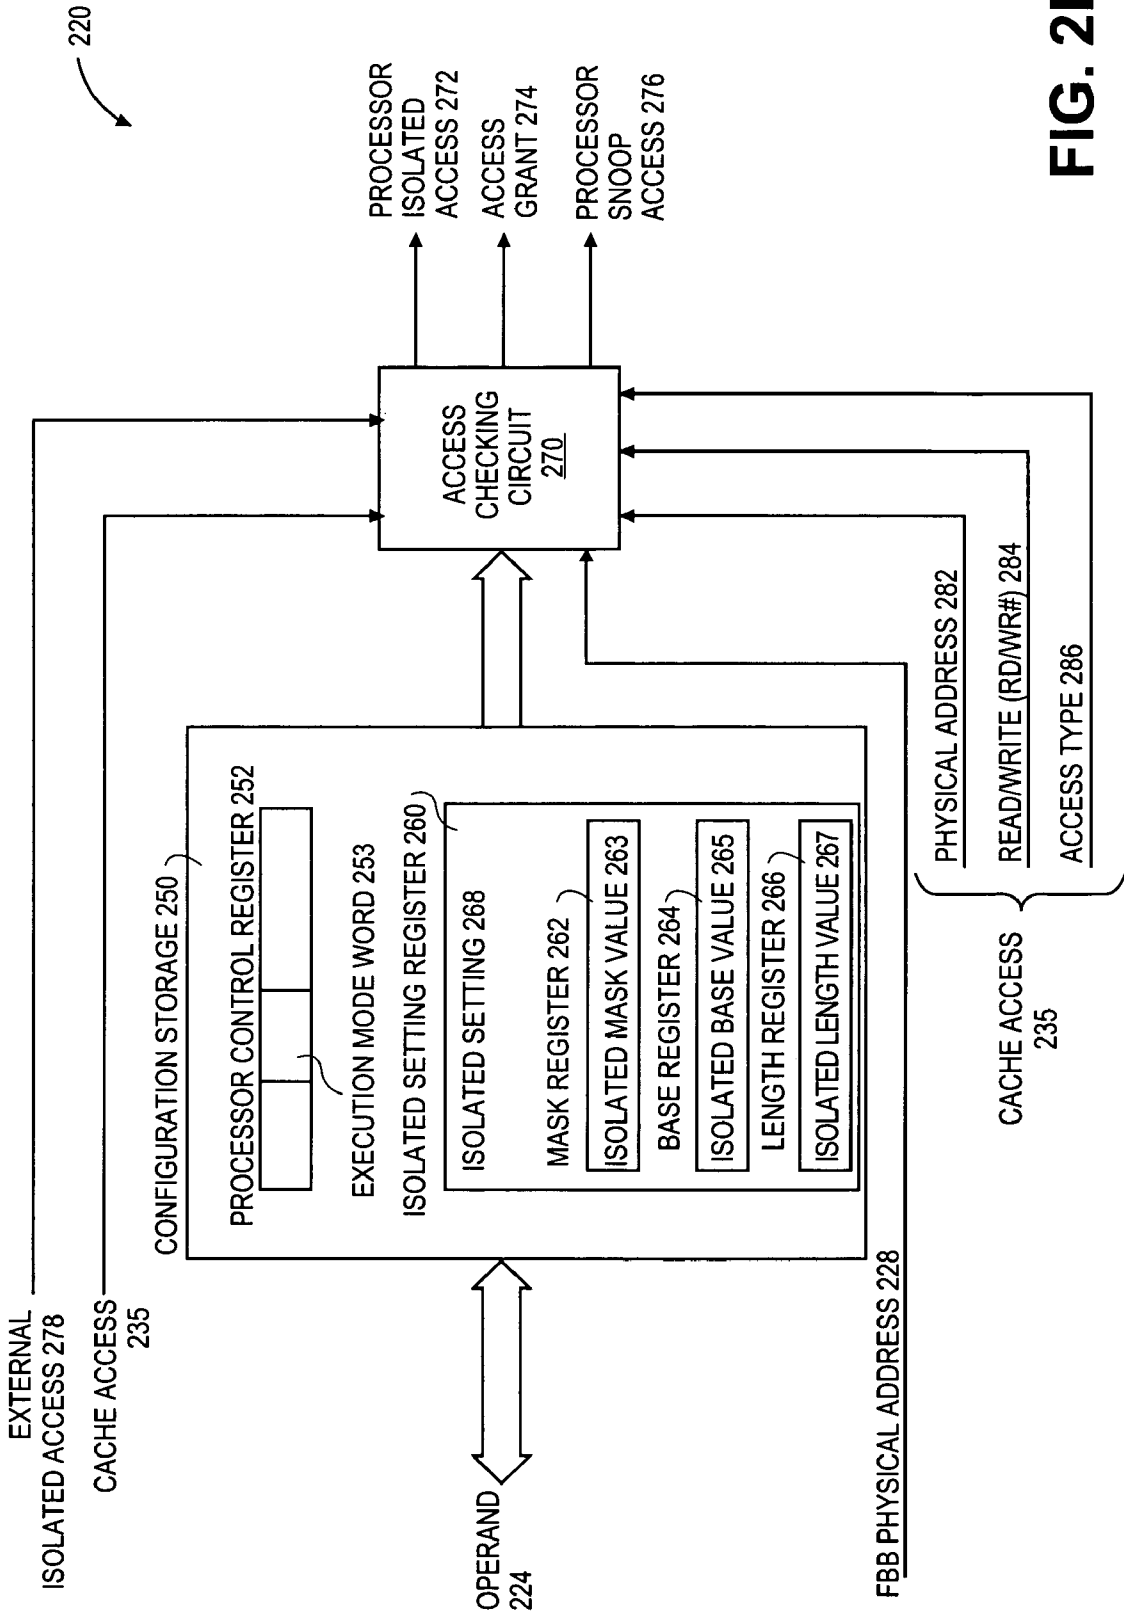 220
EXTERNAL
ISOLATED ACCESS 278
CACHE ACCESS
235
CONFIGURATION STORAGE 250
PROCESSOR CONTROL REGISTER 252
EXECUTION MODE WORD 253
ISOLATED SETTING REGISTER 260
ISOLATED SETTING 268
MASK REGISTER 262
ISOLATED MASK VALUE 263
BASE REGISTER 264
ISOLATED BASE VALUE 265
LENGTH REGISTER 266
ISOLATED LENGTH VALUE 267
OPERAND
224
FBB PHYSICAL ADDRESS 228
ACCESS
CHECKING
CIRCUIT
270
PROCESSOR
ISOLATED
ACCESS 272
ACCESS
GRANT 274
PROCESSOR
SNOOP
ACCESS 276
PHYSICAL ADDRESS 282
READ/WRITE (RD/WR#) 284
ACCESS TYPE 286
CACHE ACCESS
235
FIG.